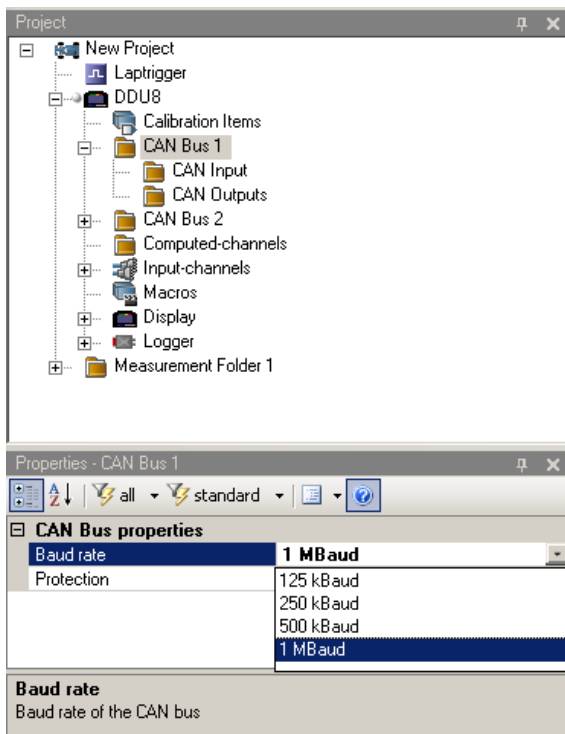 Project
New Project
Laptrigger
DDU8
Calibration Items
CAN Bus 1
CAN Input
CAN Outputs
CAN Bus 2
Computed-channels
Input-channels
Macros
Display
Logger
Measurement Folder 1
Properties - CAN Bus 1
all standard
CAN Bus properties
Baud rate 1 MBaud
Protection 125 kBaud
250 kBaud
500 kBaud
1 MBaud
Baud rate
Baud rate of the CAN bus